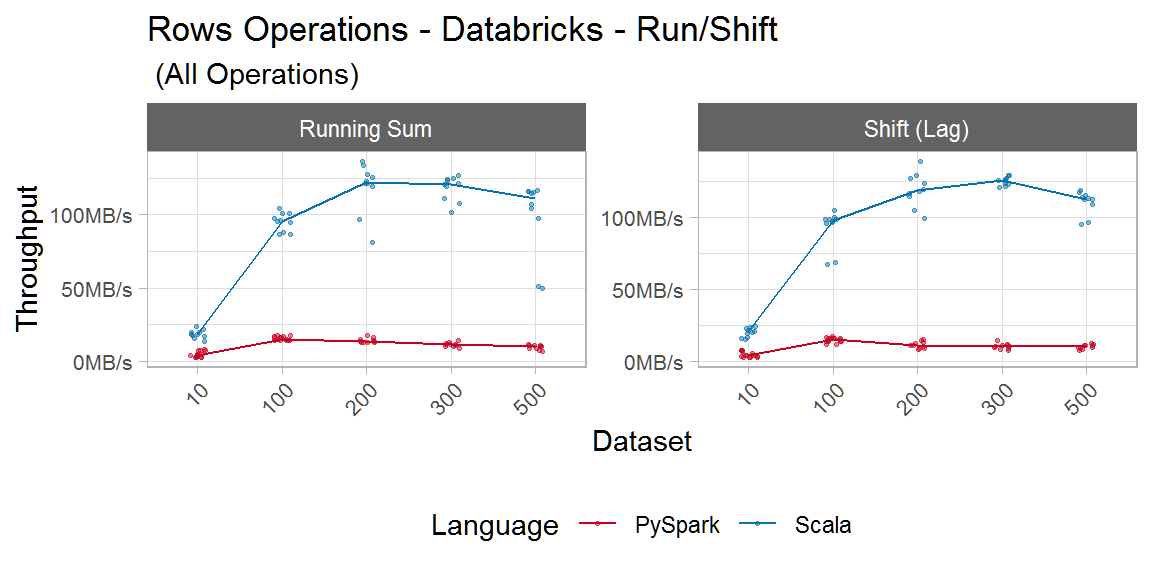 Rows Operations - Databricks - Run/Shift
(All Operations)
Running Sum
Shift (Lag)
Throughput
100MB/s
50MB/s
0MB/s
100MB/s
50MB/s
0MB/s
10 100 200 300 500
10 100 200 300 500
Dataset
Language PySpark Scala